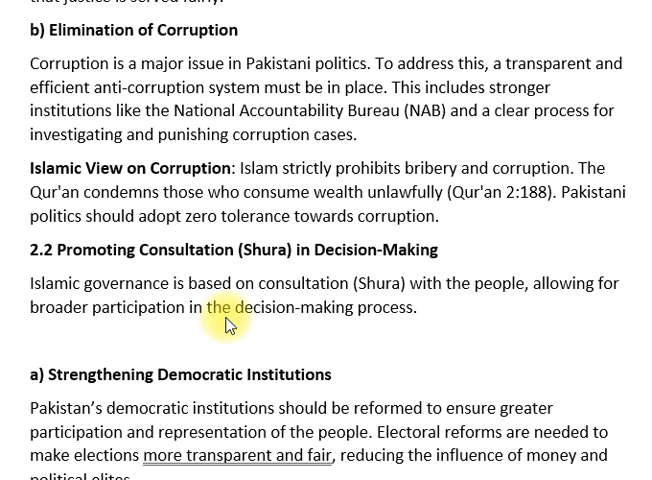 that justice is served fairly.
b) Elimination of Corruption
Corruption is a major issue in Pakistani politics. To address this, a transparent and
efficient anti-corruption system must be in place. This includes stronger
institutions like the National Accountability Bureau (NAB) and a clear process for
investigating and punishing corruption cases.
Islamic View on Corruption: Islam strictly prohibits bribery and corruption. The
Qur'an condemns those who consume wealth unlawfully (Qur'an 2:188). Pakistani
politics should adopt zero tolerance towards corruption.
2.2 Promoting Consultation (Shura) in Decision-Making
Islamic governance is based on consultation (Shura) with the people, allowing for
broader participation in the decision-making process.
a) Strengthening Democratic Institutions
Pakistan’s democratic institutions should be reformed to ensure greater
participation and representation of the people. Electoral reforms are needed to
make elections more transparent and fair, reducing the influence of money and
political elites.